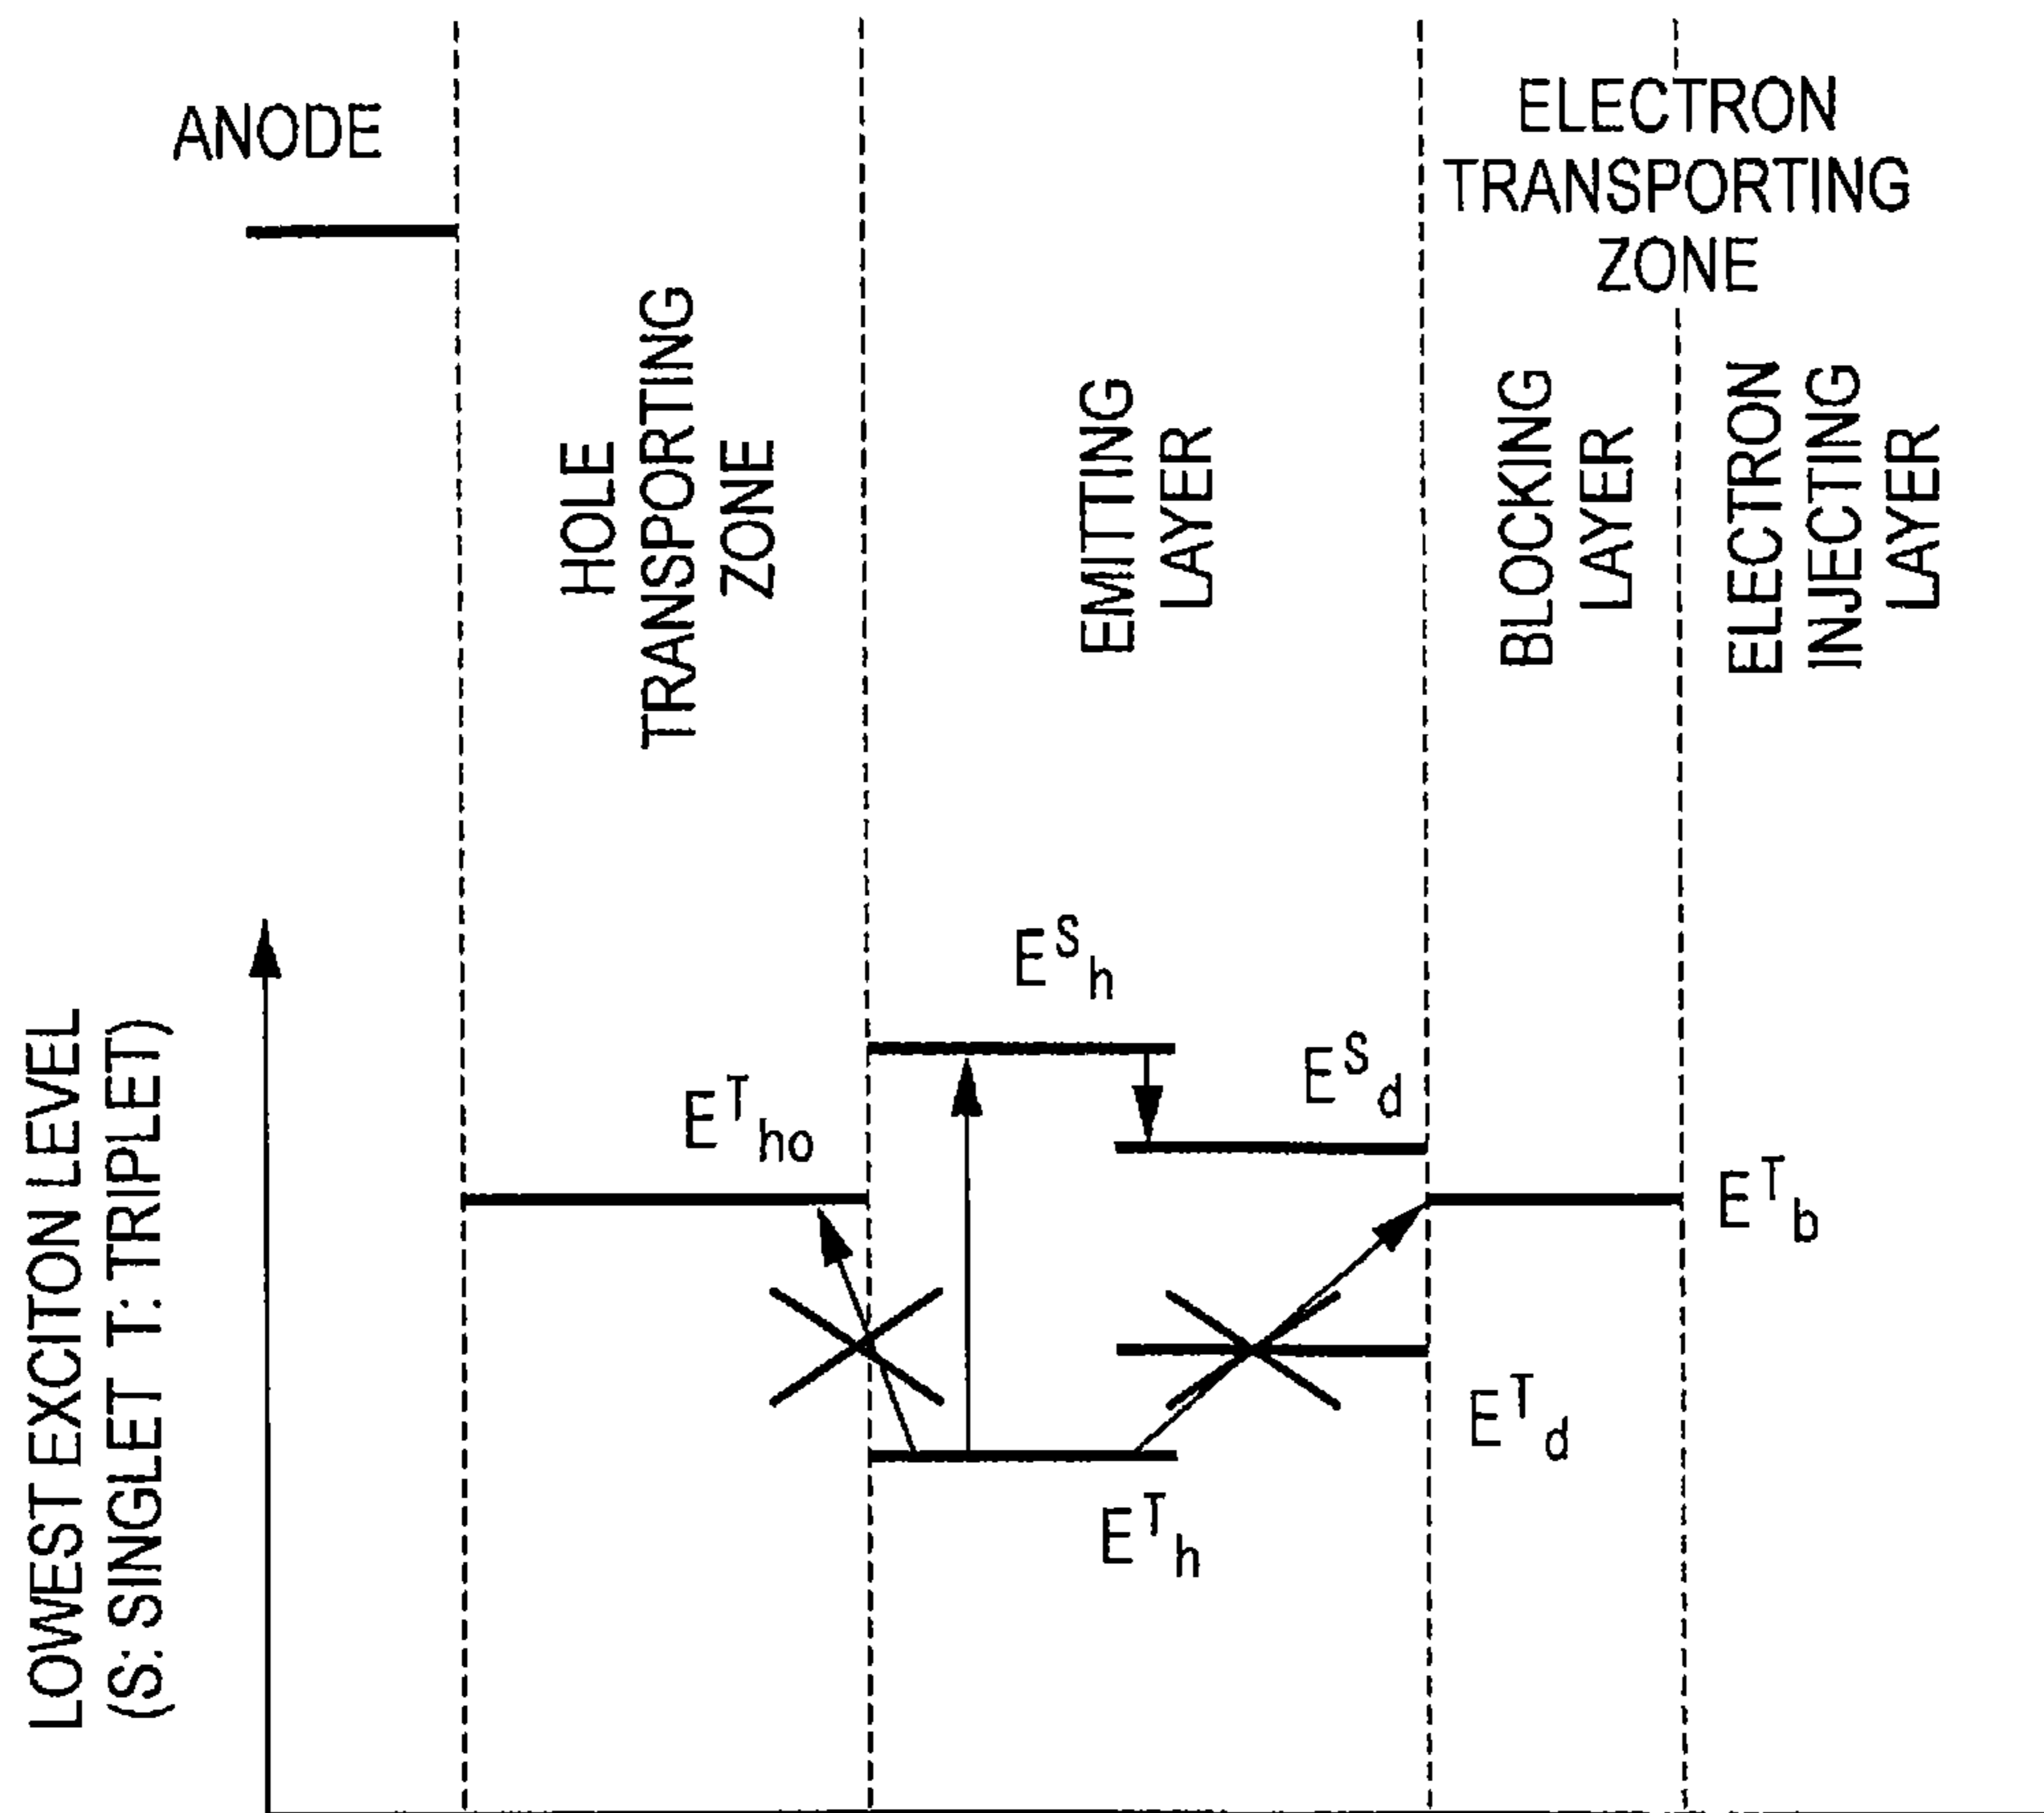 ANODE
ELECTRON
TRANSPORTING
ZONE
HOLE
TRANSPORTING
ZONE
EMITTING
LAYER
BLOCKING
LAYER
ELECTRON
INJECTING
LAYER
LOWEST EXCITON LEVEL
(S: SINGLET T: TRIPLET)
E^S_h
E^S_d
E^T_ho
E^T_b
E^T_d
E^T_h